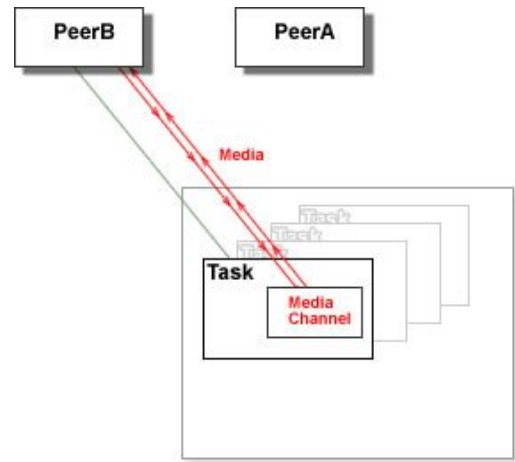 PeerB
PeerA
Media
Task
Task
Task
Task
Media
Channel